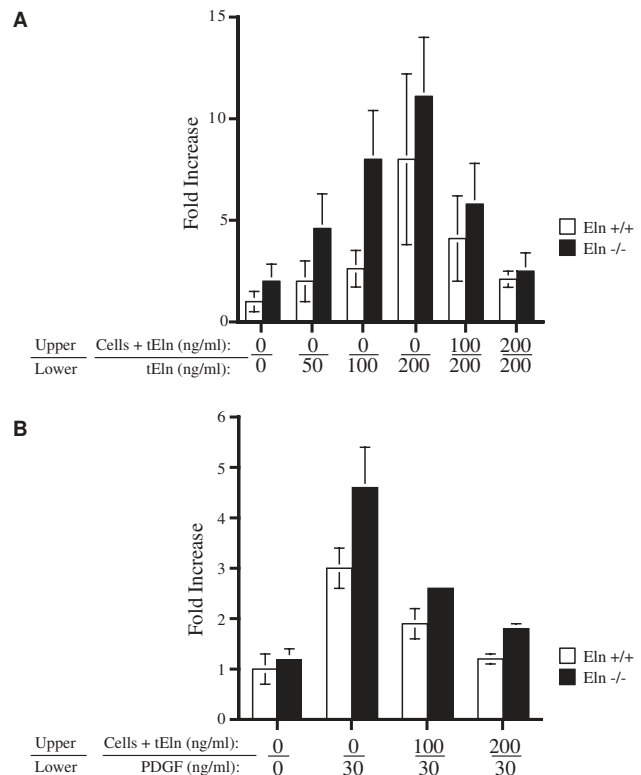 A
Fold Increase
15
10
5
0
Eln +/+
Eln -/-
Upper Cells + tEln (ng/ml): 0 0 0 0 100 200
Lower tEln (ng/ml): 0 50 100 200 200 200
B
Fold Increase
6
5
4
3
2
1
0
Eln +/+
Eln -/-
Upper Cells + tEln (ng/ml): 0 0 100 200
Lower PDGF (ng/ml): 0 30 30 30